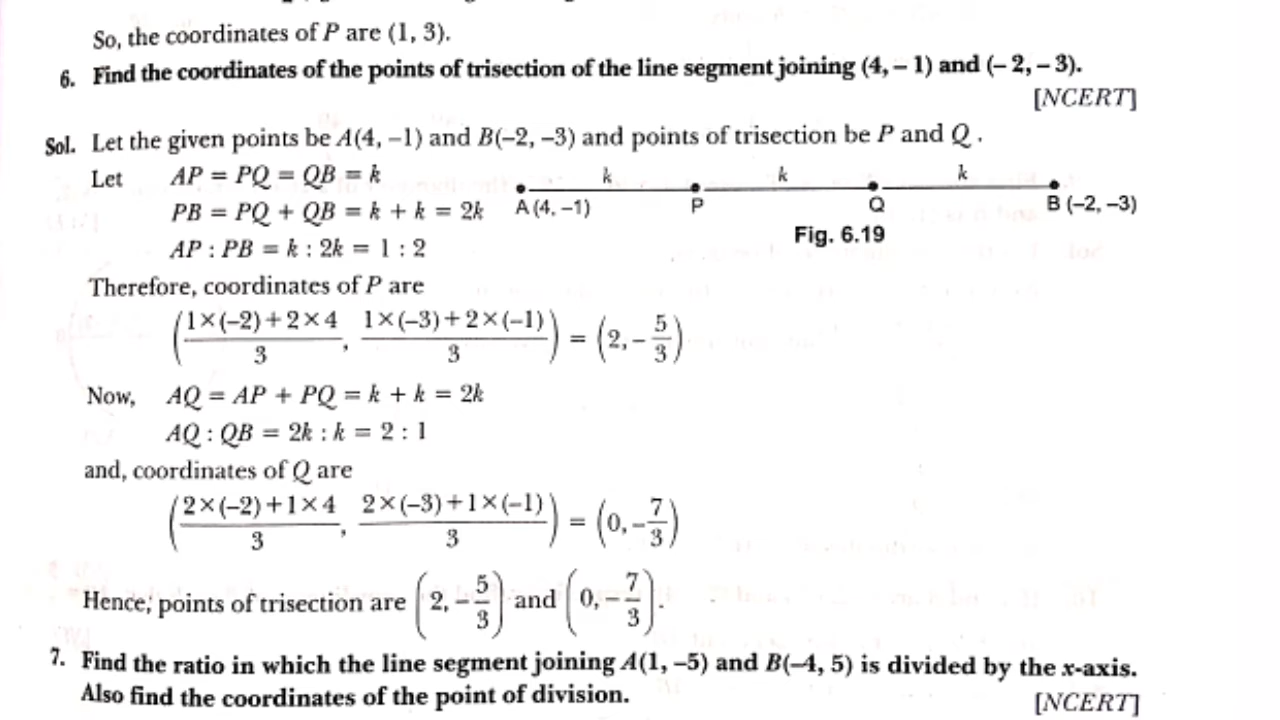 So, the coordinates of P are (1, 3).
6. Find the coordinates of the points of trisection of the line segment joining (4, – 1) and (– 2, – 3).
[NCERT]
Sol. Let the given points be A(4, –1) and B(–2, –3) and points of trisection be P and Q .
Let AP = PQ = QB = k
PB = PQ + QB = k + k = 2k
AP : PB = k : 2k = 1 : 2
k k k
A (4, –1) P Q B (–2, –3)
Fig. 6.19
Therefore, coordinates of P are
(1×(–2)+2×4 / 3 , 1×(–3)+2×(–1) / 3) = (2, – 5/3)
Now, AQ = AP + PQ = k + k = 2k
AQ : QB = 2k : k = 2 : 1
and, coordinates of Q are
(2×(–2)+1×4 / 3 , 2×(–3)+1×(–1) / 3) = (0, – 7/3)
Hence, points of trisection are (2, – 5/3) and (0, – 7/3).
7. Find the ratio in which the line segment joining A(1, –5) and B(–4, 5) is divided by the x-axis.
Also find the coordinates of the point of division.
[NCERT]